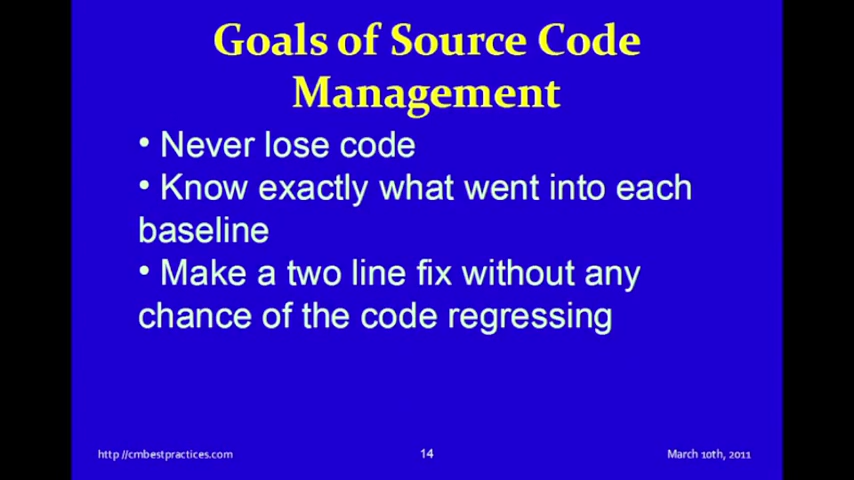 Goals of Source Code
Management
• Never lose code
• Know exactly what went into each
baseline
• Make a two line fix without any
chance of the code regressing
http://cmbestpractices.com
14
March 10th, 2011